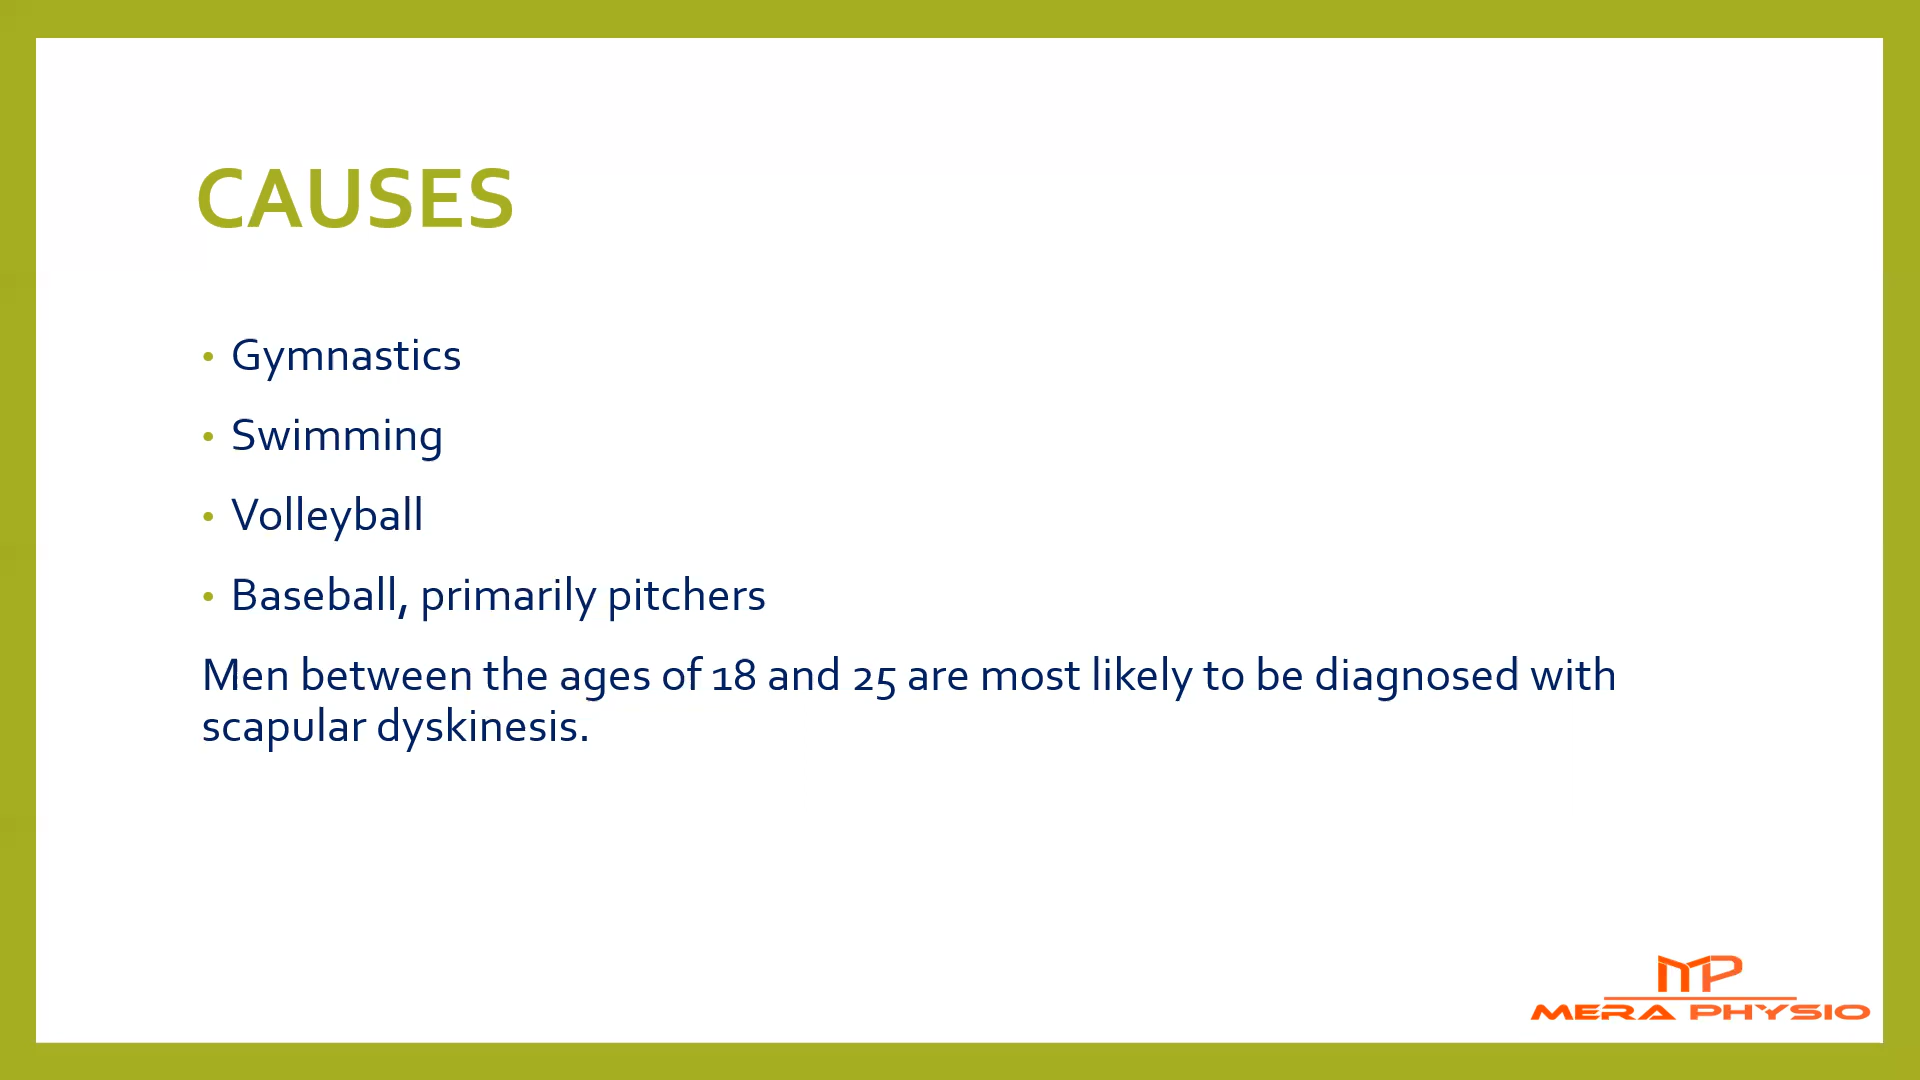 CAUSES
• Gymnastics
• Swimming
• Volleyball
• Baseball, primarily pitchers
Men between the ages of 18 and 25 are most likely to be diagnosed with
scapular dyskinesis.
MP
MERA PHYSIO